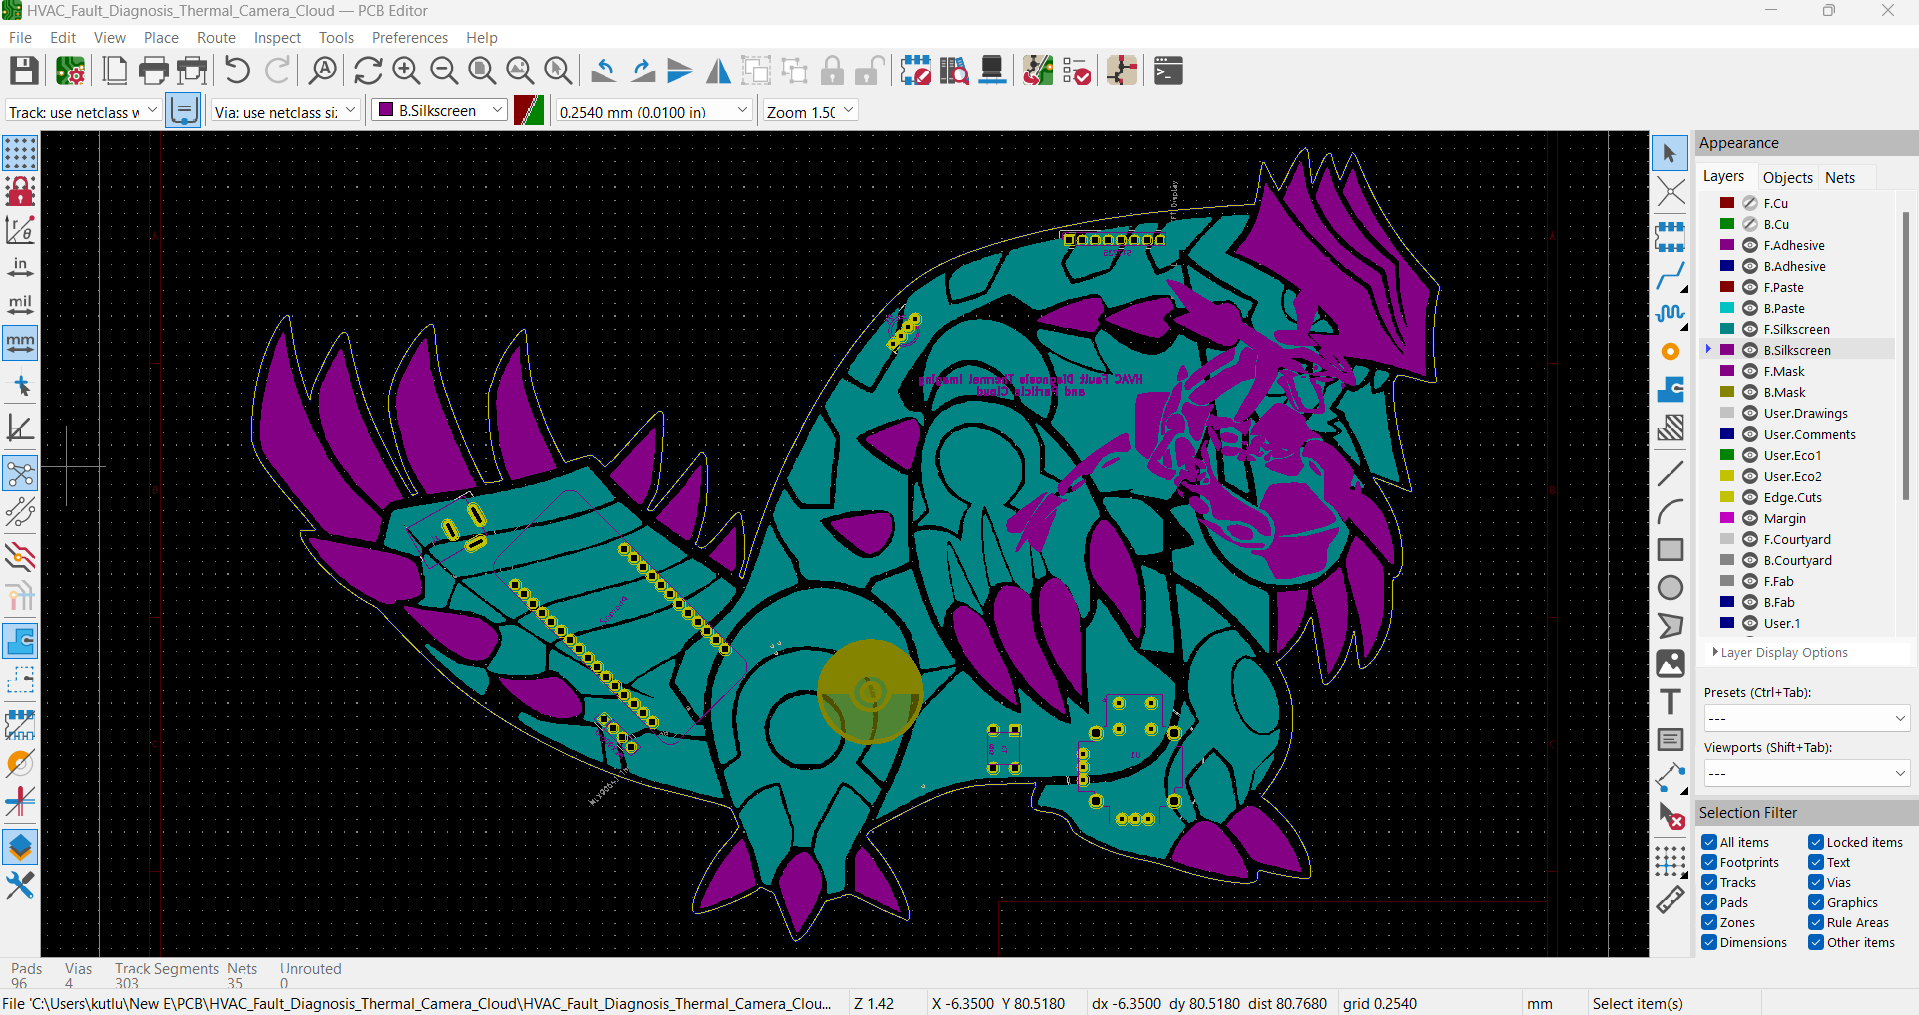 HVAC_Fault_Diagnosis_Thermal_Camera_Cloud — PCB Editor
File Edit View Place Route Inspect Tools Preferences Help
Track: use netclass w
Via: use netclass si:
B.Silkscreen
0.2540 mm (0.0100 in)
Zoom 1.50
in
mil
mm
HVAC Fault Diagnosis Thermal Imaging
and Particle Cloud
Appearance
Layers Objects Nets
F.Cu
B.Cu
F.Adhesive
B.Adhesive
F.Paste
B.Paste
F.Silkscreen
B.Silkscreen
F.Mask
B.Mask
User.Drawings
User.Comments
User.Eco1
User.Eco2
Edge.Cuts
Margin
F.Courtyard
B.Courtyard
F.Fab
B.Fab
User.1
Layer Display Options
Presets (Ctrl+Tab):
---
Viewports (Shift+Tab):
---
Selection Filter
All items Locked items
Footprints Text
Tracks Vias
Pads Graphics
Zones Rule Areas
Dimensions Other items
Pads Vias Track Segments Nets Unrouted
96 4 303 35 0
File 'C:\Users\kutlu\New E\PCB\HVAC_Fault_Diagnosis_Thermal_Camera_Cloud\HVAC_Fault_Diagnosis_Thermal_Camera_Clou... Z 1.42 X -6.3500 Y 80.5180 dx -6.3500 dy 80.5180 dist 80.7680 grid 0.2540 mm Select item(s)